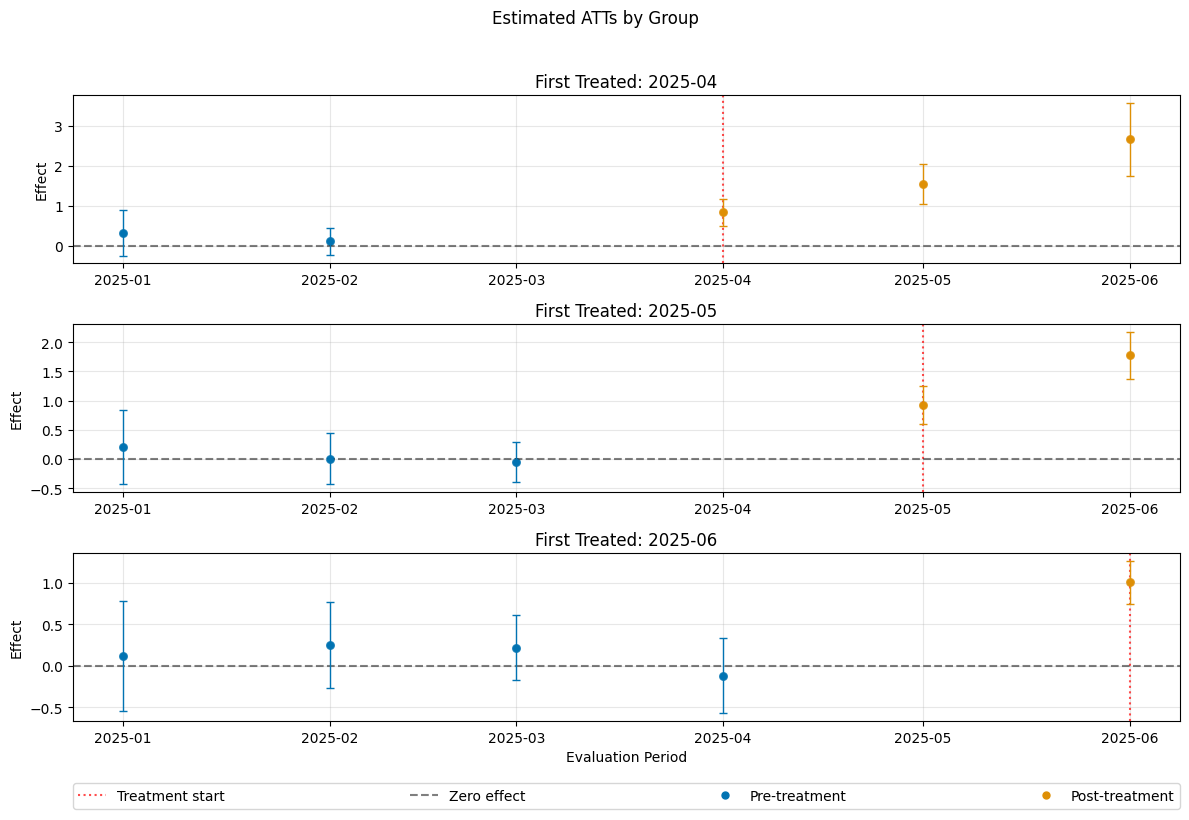 Estimated ATTs by Group
First Treated: 2025-04
Effect
3
2
1
0
2025-01 2025-02 2025-03 2025-04 2025-05 2025-06
First Treated: 2025-05
Effect
2.0
1.5
1.0
0.5
0.0
−0.5
2025-01 2025-02 2025-03 2025-04 2025-05 2025-06
First Treated: 2025-06
Effect
1.0
0.5
0.0
−0.5
2025-01 2025-02 2025-03 2025-04 2025-05 2025-06
Evaluation Period
Treatment start Zero effect Pre-treatment Post-treatment